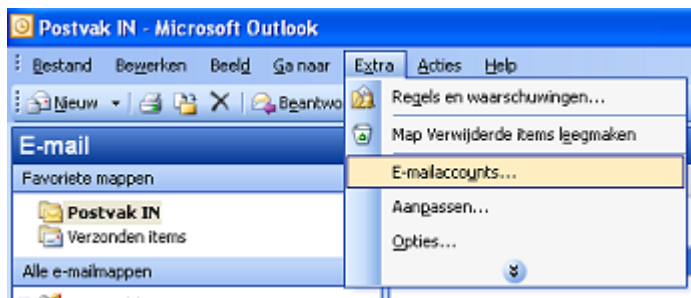 Postvak IN - Microsoft Outlook
Bestand Bewerken Beeld Ga naar Extra Acties Help
Nieuw Beantwo
Regels en waarschuwingen...
Map Verwijderde items leegmaken
E-mailaccounts...
Aanpassen...
Opties...
E-mail
Favoriete mappen
Postvak IN
Verzonden items
Alle e-mailmappen